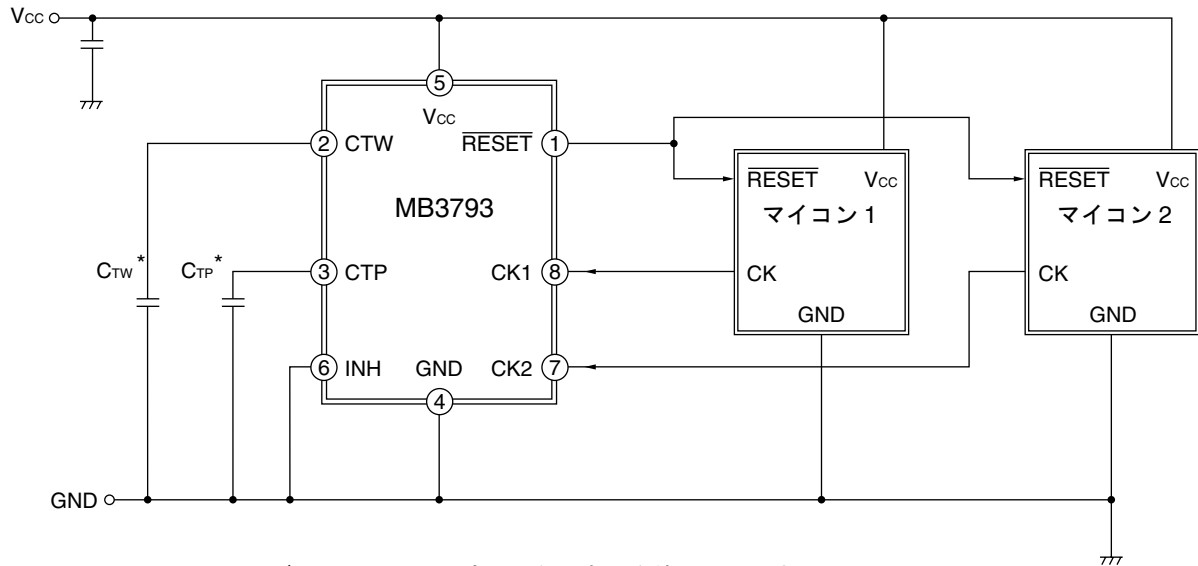 VCC
5
VCC
2 CTW
RESET 1
MB3793
CTW*
CTP*
3 CTP
CK1 8
6 INH
GND
CK2 7
4
GND
RESET VCC
マイコン 1
CK
GND
RESET VCC
マイコン 2
CK
GND